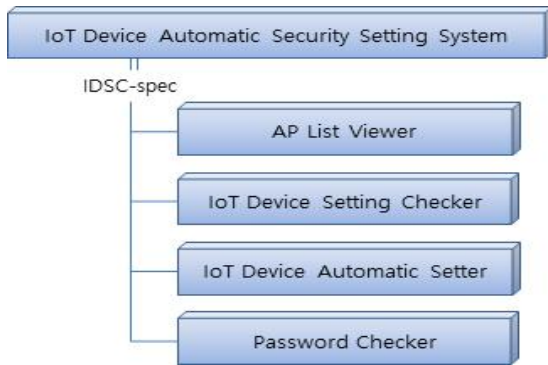 IoT Device Automatic Security Setting System
IDSC-spec
AP List Viewer
IoT Device Setting Checker
IoT Device Automatic Setter
Password Checker